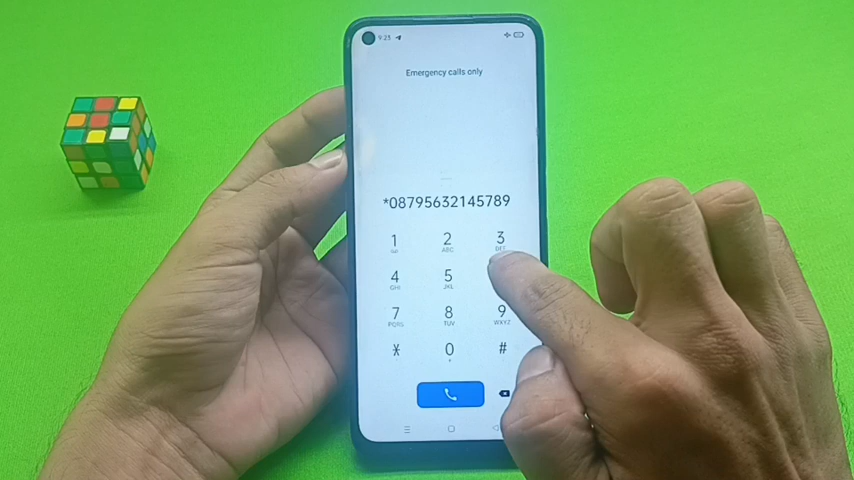 9:23
Emergency calls only
*08795632145789
1 2 3
ABC DEF
4 5
GHI JKL
7 8 9
PQRS TUV WXYZ
* 0 #
+